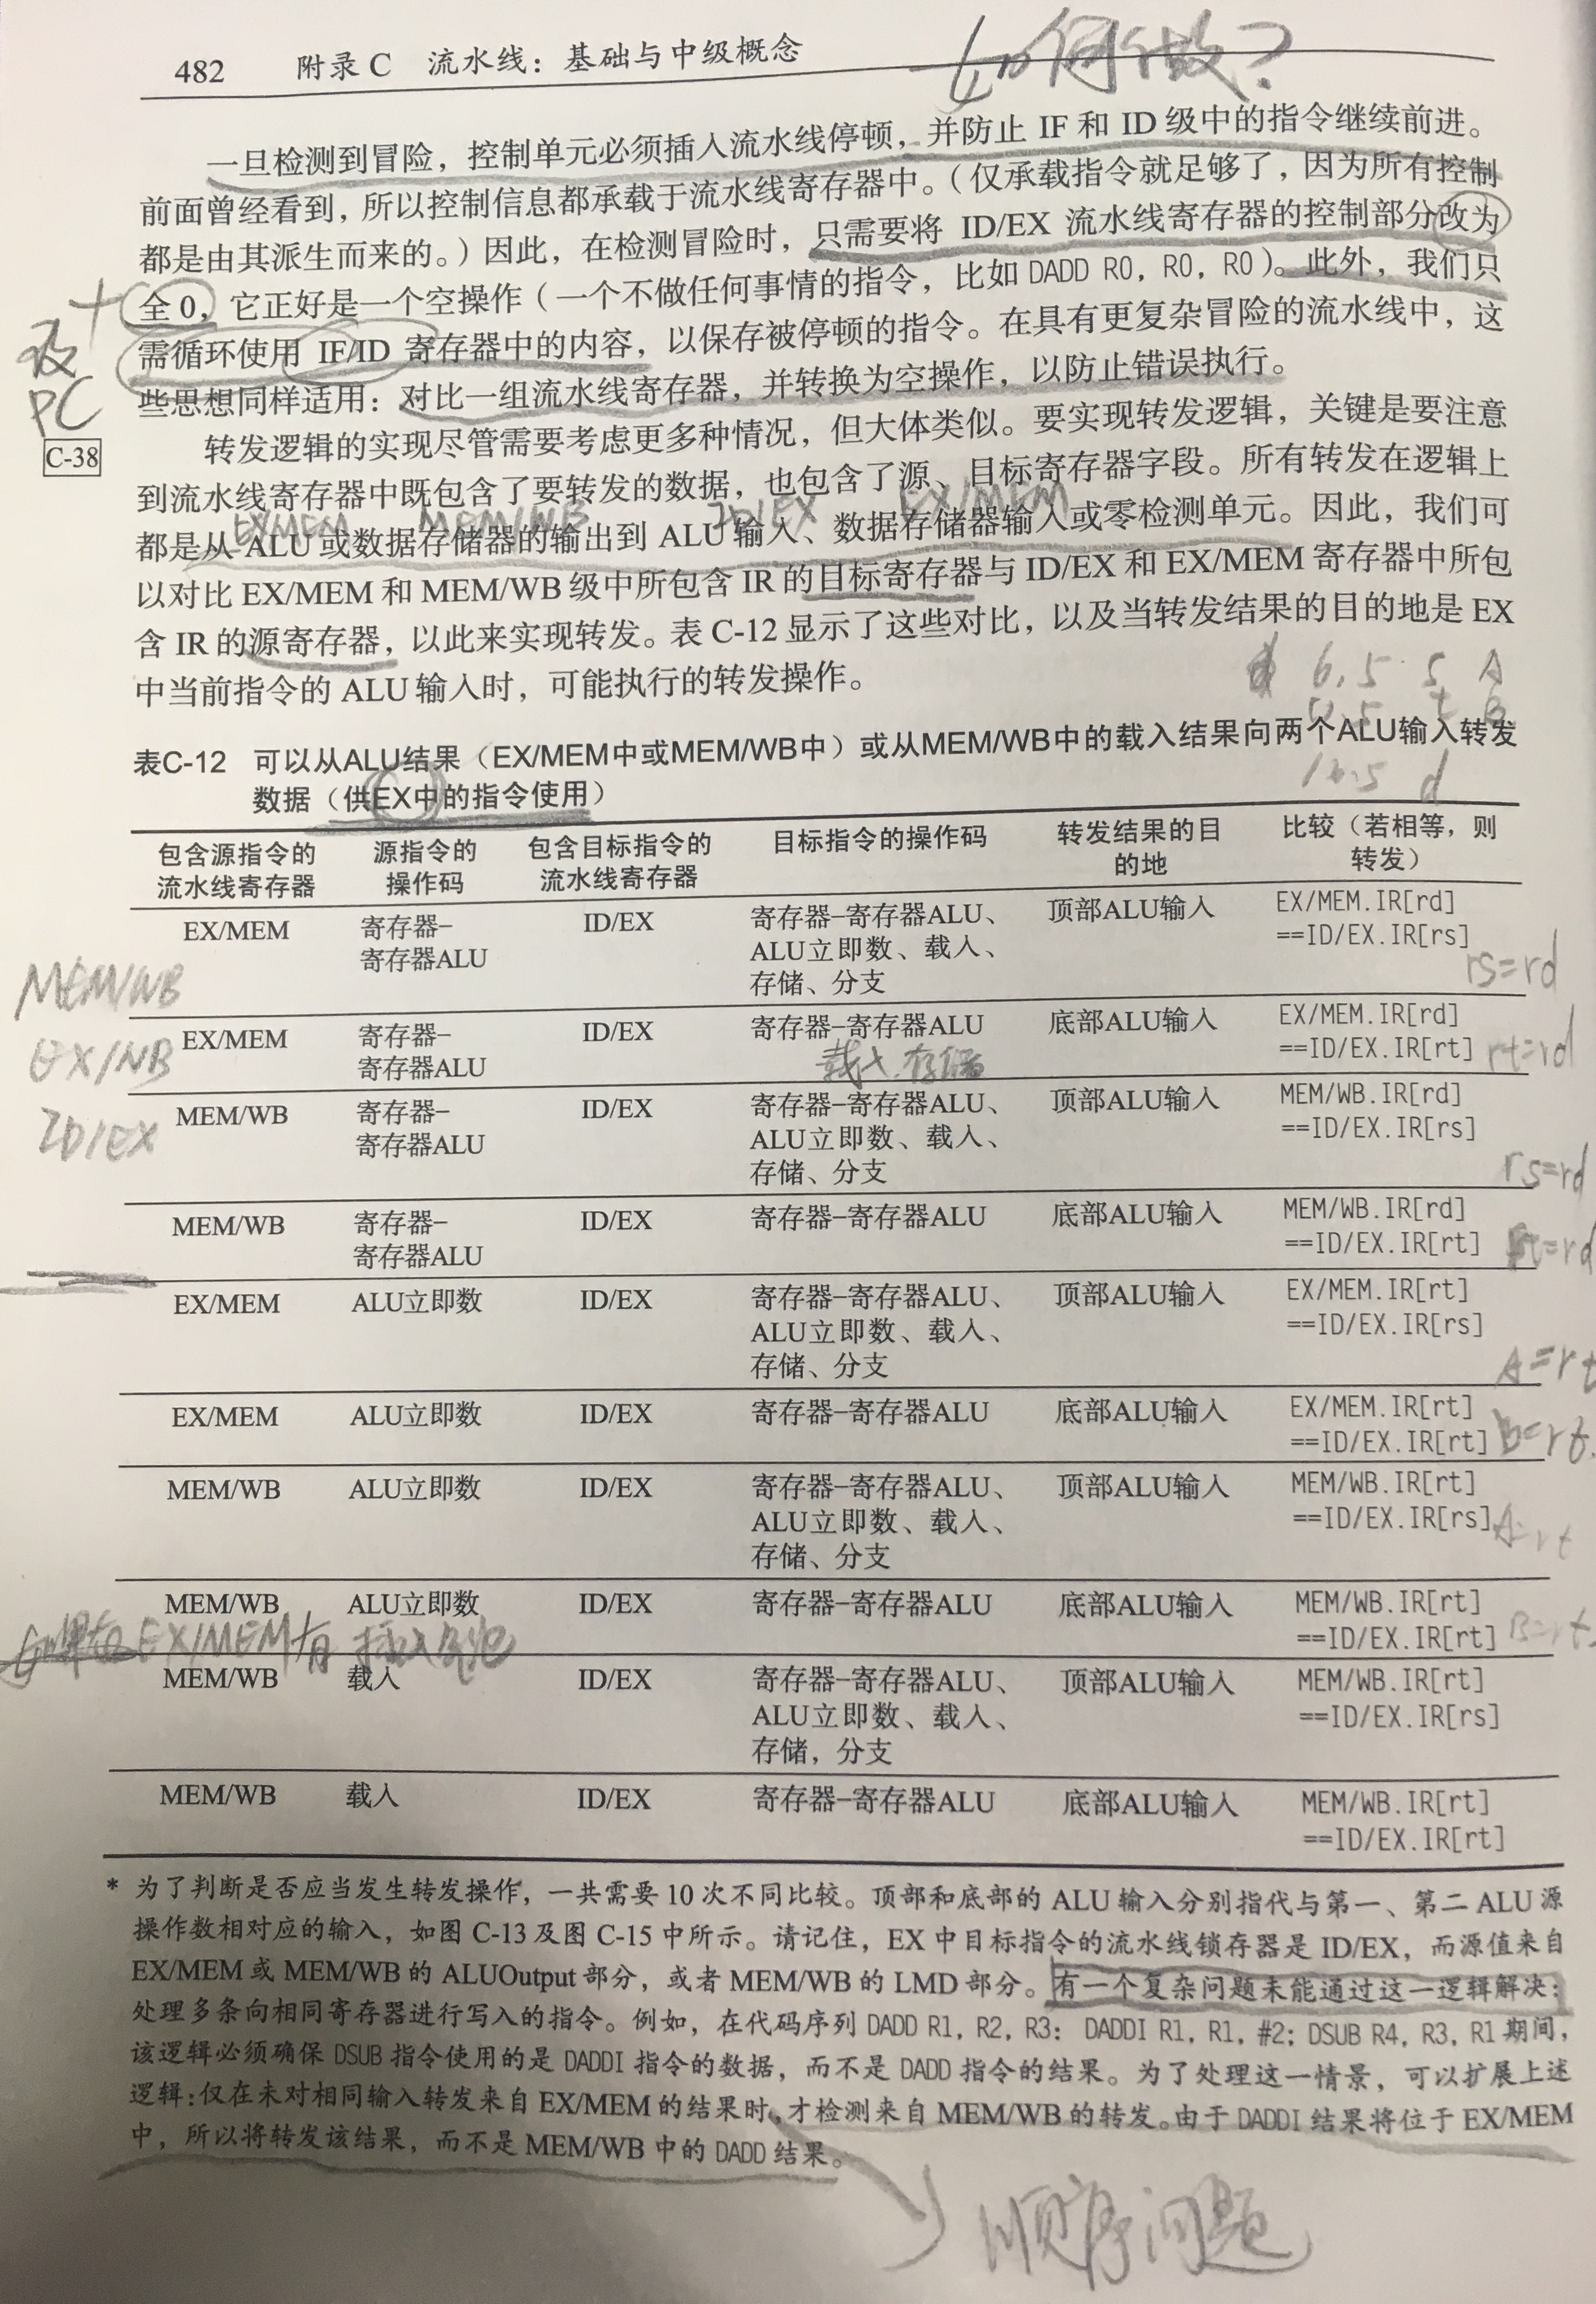 482 附录 C 流水线：基础与中级概念
如何做？
一旦检测到冒险，控制单元必须插入流水线停顿，并防止 IF 和 ID 级中的指令继续前进。
前面曾经看到，所以控制信息都承载于流水线寄存器中。（仅承载指令就足够了，因为所有控制
都是由其派生而来的。）因此，在检测冒险时，只需要将 ID/EX 流水线寄存器的控制部分改为
全 0，它正好是一个空操作（一个不做任何事情的指令，比如 DADD R0, R0, R0）。此外，我们只
需循环使用 IF/ID 寄存器中的内容，以保存被停顿的指令。在具有更复杂冒险的流水线中，这
些思想同样适用：对比一组流水线寄存器，并转换为空操作，以防止错误执行。
+
改
PC
C-38
转发逻辑的实现尽管需要考虑更多种情况，但大体类似。要实现转发逻辑，关键是要注意
到流水线寄存器中既包含了要转发的数据，也包含了源、目标寄存器字段。所有转发在逻辑上
EX/MEM MEM/WB ID/EX EX/MEM
都是从 ALU 或数据存储器的输出到 ALU 输入、数据存储器输入或零检测单元。因此，我们可
以对比 EX/MEM 和 MEM/WB 级中所包含 IR 的目标寄存器与 ID/EX 和 EX/MEM 寄存器中所包
含 IR 的源寄存器，以此来实现转发。表 C-12 显示了这些对比，以及当转发结果的目的地是 EX
中当前指令的 ALU 输入时，可能执行的转发操作。
6.5 s A
t B
d
表C-12 可以从ALU结果（EX/MEM中或MEM/WB中）或从MEM/WB中的载入结果向两个ALU输入转发
数据（供EX中的指令使用）
包含源指令的 源指令的 包含目标指令的 目标指令的操作码 转发结果的目 比较（若相等，则
流水线寄存器 操作码 流水线寄存器 的地 转发）
EX/MEM 寄存器– ID/EX 寄存器–寄存器ALU、 顶部ALU输入 EX/MEM.IR[rd]
寄存器ALU ALU立即数、载入、 ==ID/EX.IR[rs]
存储、分支
rs=rd
MEM/WB
EX/MEM 寄存器– ID/EX 寄存器–寄存器ALU 底部ALU输入 EX/MEM.IR[rd]
寄存器ALU 载入.存储 ==ID/EX.IR[rt] rt=rd
EX/WB
MEM/WB 寄存器– ID/EX 寄存器–寄存器ALU、 顶部ALU输入 MEM/WB.IR[rd]
寄存器ALU ALU立即数、载入、 ==ID/EX.IR[rs]
存储、分支
ID/EX
rs=rd
MEM/WB 寄存器– ID/EX 寄存器–寄存器ALU 底部ALU输入 MEM/WB.IR[rd]
寄存器ALU ==ID/EX.IR[rt] rt=rd
EX/MEM ALU立即数 ID/EX 寄存器–寄存器ALU、 顶部ALU输入 EX/MEM.IR[rt]
ALU立即数、载入、 ==ID/EX.IR[rs]
存储、分支
A=rt
EX/MEM ALU立即数 ID/EX 寄存器–寄存器ALU 底部ALU输入 EX/MEM.IR[rt]
==ID/EX.IR[rt] B=rt
MEM/WB ALU立即数 ID/EX 寄存器–寄存器ALU、 顶部ALU输入 MEM/WB.IR[rt]
ALU立即数、载入、 ==ID/EX.IR[rs] A=rt
存储、分支
MEM/WB ALU立即数 ID/EX 寄存器–寄存器ALU 底部ALU输入 MEM/WB.IR[rt]
==ID/EX.IR[rt] B=rt
如果在EX/MEM有 插入
MEM/WB 载入 ID/EX 寄存器–寄存器ALU、 顶部ALU输入 MEM/WB.IR[rt]
ALU立即数、载入、 ==ID/EX.IR[rs]
存储，分支
MEM/WB 载入 ID/EX 寄存器–寄存器ALU 底部ALU输入 MEM/WB.IR[rt]
==ID/EX.IR[rt]
* 为了判断是否应当发生转发操作，一共需要 10 次不同比较。顶部和底部的 ALU 输入分别指代与第一、第二 ALU 源
操作数相对应的输入，如图 C-13 及图 C-15 中所示。请记住，EX 中目标指令的流水线锁存器是 ID/EX，而源值来自
EX/MEM 或 MEM/WB 的 ALUOutput 部分，或者 MEM/WB 的 LMD 部分。有一个复杂问题未能通过这一逻辑解决：
处理多条向相同寄存器进行写入的指令。例如，在代码序列 DADD R1, R2, R3; DADDI R1, R1, #2; DSUB R4, R3, R1 期间，
该逻辑必须确保 DSUB 指令使用的是 DADDI 指令的数据，而不是 DADD 指令的结果。为了处理这一情景，可以扩展上述
逻辑：仅在未对相同输入转发来自 EX/MEM 的结果时，才检测来自 MEM/WB 的转发。由于 DADDI 结果将位于 EX/MEM
中，所以将转发该结果，而不是 MEM/WB 中的 DADD 结果。
顺序问题